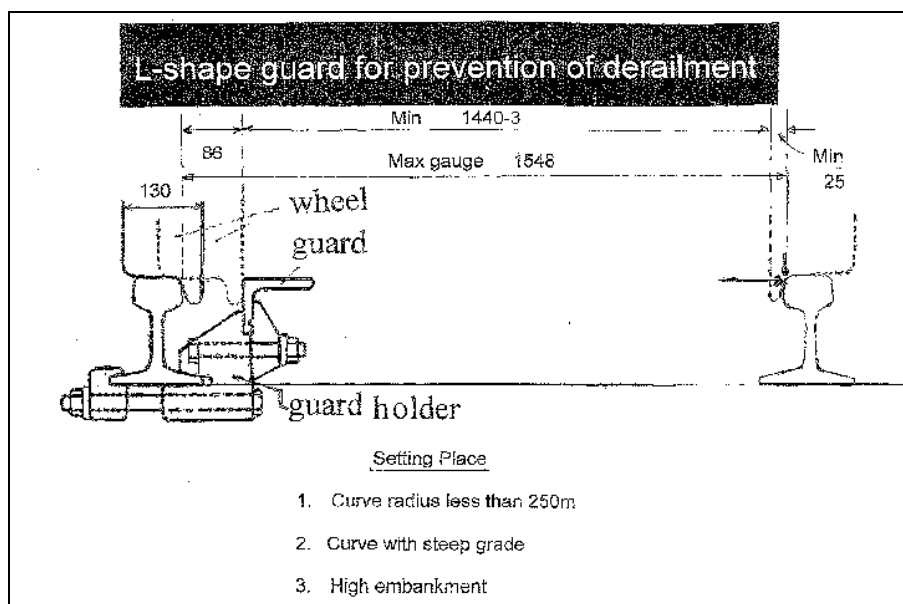 L-shape guard for prevention of derailment
Min 1440-3
86
Max gauge 1548
Min
25
130
wheel
guard
guard holder
Setting Place
1. Curve radius less than 250m
2. Curve with steep grade
3. High embankment